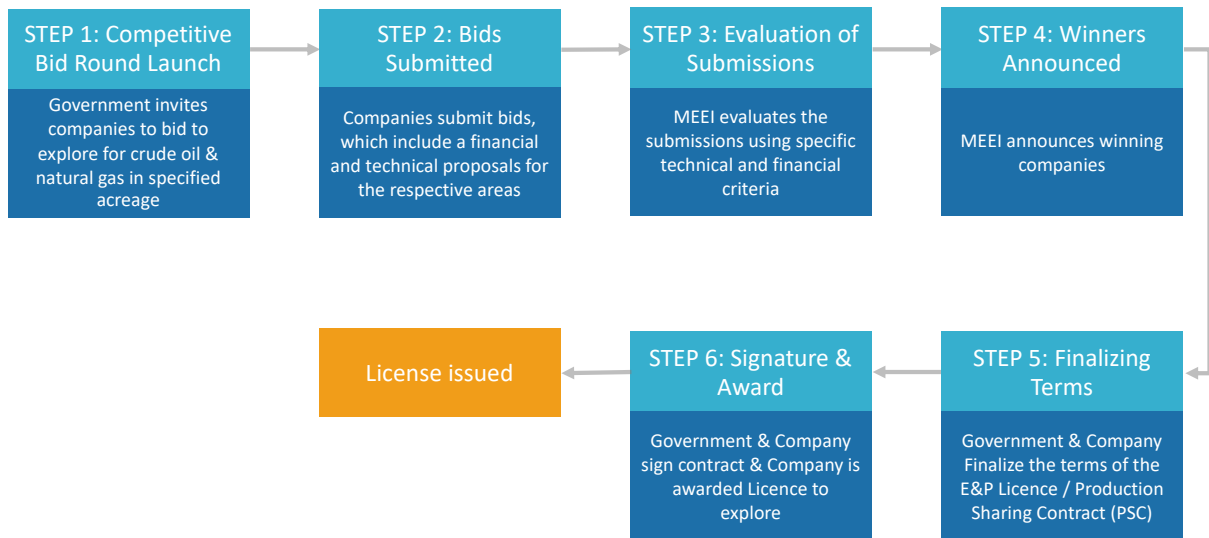 STEP 1: Competitive
Bid Round Launch
Government invites
companies to bid to
explore for crude oil &
natural gas in specified
acreage
STEP 2: Bids
Submitted
Companies submit bids,
which include a financial
and technical proposals for
the respective areas
STEP 3: Evaluation of
Submissions
MEEI evaluates the
submissions using specific
technical and financial
criteria
STEP 4: Winners
Announced
MEEI announces winning
companies
STEP 5: Finalizing
Terms
Government & Company
Finalize the terms of the
E&P Licence / Production
Sharing Contract (PSC)
STEP 6: Signature &
Award
Government & Company
sign contract & Company is
awarded Licence to
explore
License issued